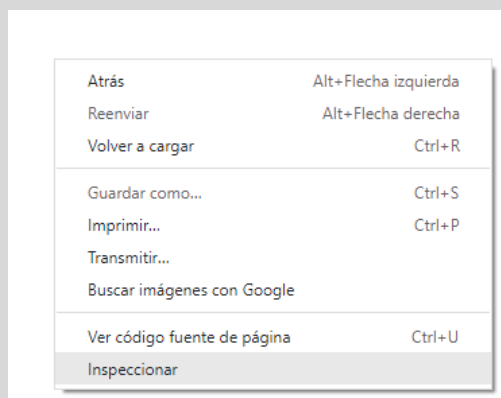 Atrás Alt+Flecha izquierda
Reenviar Alt+Flecha derecha
Volver a cargar Ctrl+R
Guardar como... Ctrl+S
Imprimir... Ctrl+P
Transmitir...
Buscar imágenes con Google
Ver código fuente de página Ctrl+U
Inspeccionar